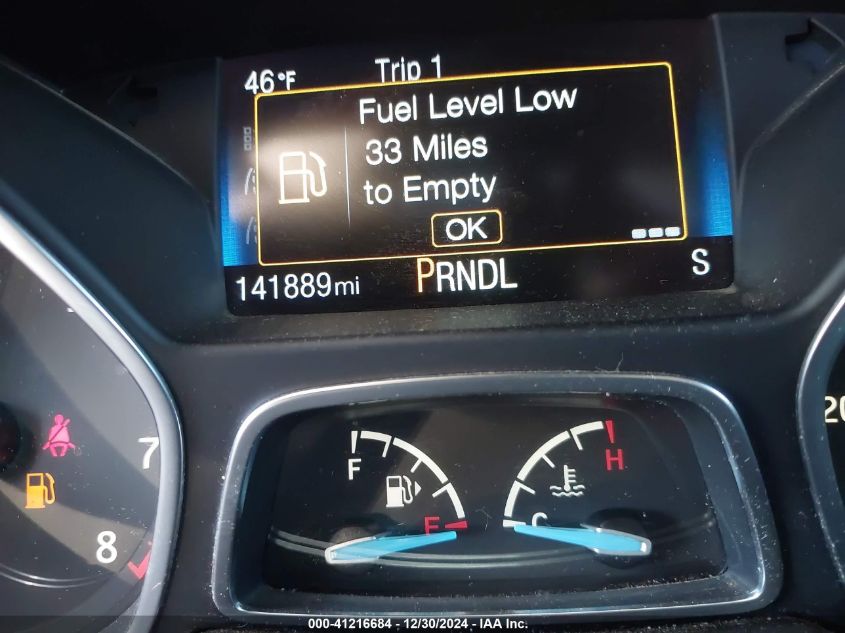 46°F
Trip 1
Fuel Level Low
33 Miles
to Empty
OK
141889mi
PRNDL
S
7
8
F
E
H
C
20
000-41216684 / 12/30/2024 - IAA Inc.